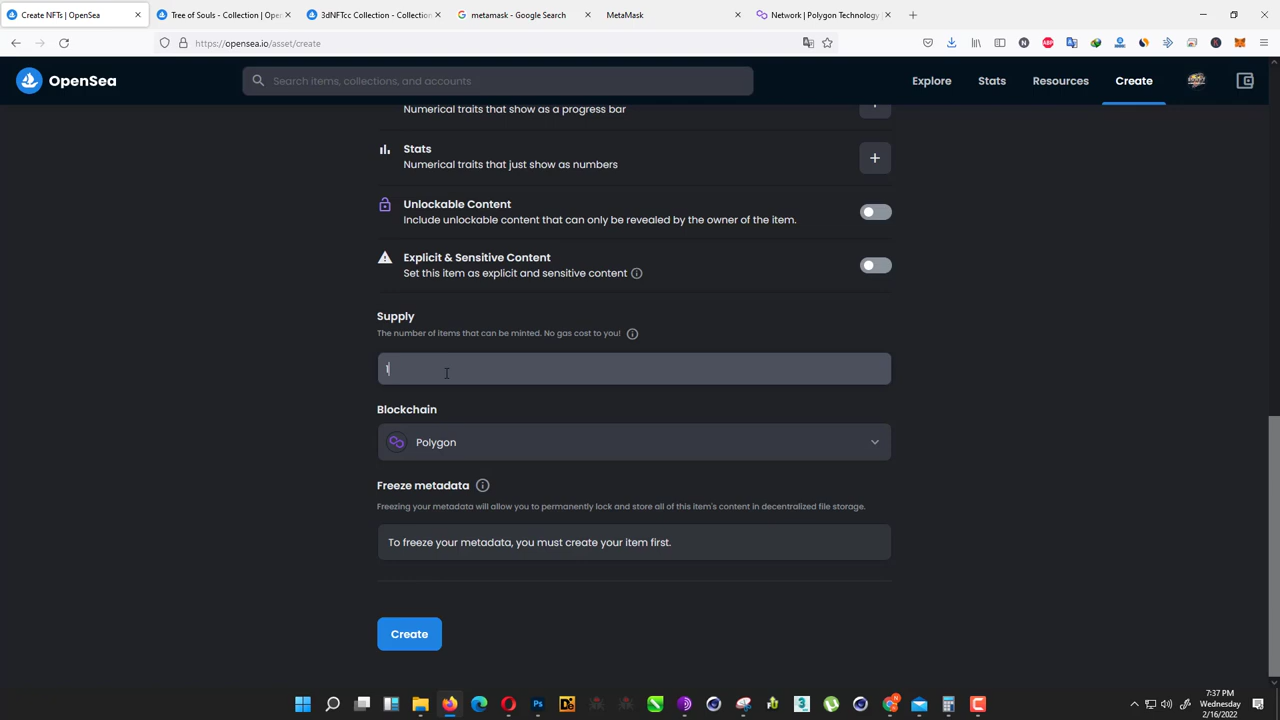 Create NFTs | OpenSea
Tree of Souls - Collection | Open
3dNFTcc Collection - Collection
metamask - Google Search
MetaMask
Network | Polygon Technology
https://opensea.io/asset/create
OpenSea
Search items, collections, and accounts
Explore
Stats
Resources
Create
Numerical traits that show as a progress bar
Stats
Numerical traits that just show as numbers
Unlockable Content
Include unlockable content that can only be revealed by the owner of the item.
Explicit & Sensitive Content
Set this item as explicit and sensitive content
Supply
The number of items that can be minted. No gas cost to you!
1
Blockchain
Polygon
Freeze metadata
Freezing your metadata will allow you to permanently lock and store all of this item's content in decentralized file storage.
To freeze your metadata, you must create your item first.
Create
7:37 PM
Wednesday
2/16/2022